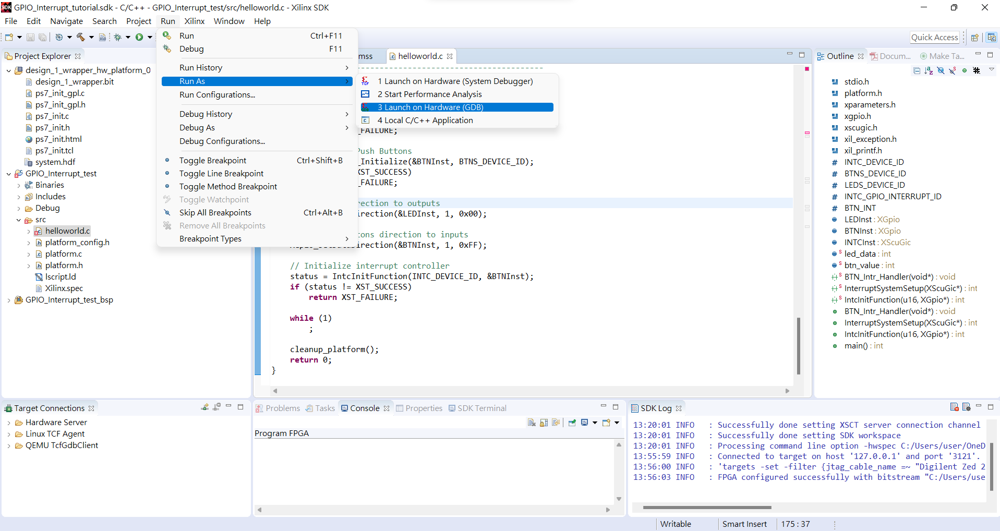 GPIO_Interrupt_tutorial.sdk - C/C++ - GPIO_Interrupt_test/src/helloworld.c - Xilinx SDK
File Edit Navigate Search Project Run Xilinx Window Help
Quick Access
Run Ctrl+F11
Debug F11
Run History
Run As
Run Configurations...
Debug History
Debug As
Debug Configurations...
Toggle Breakpoint Ctrl+Shift+B
Toggle Line Breakpoint
Toggle Method Breakpoint
Toggle Watchpoint
Skip All Breakpoints Ctrl+Alt+B
Remove All Breakpoints
Breakpoint Types
1 Launch on Hardware (System Debugger)
2 Start Performance Analysis
3 Launch on Hardware (GDB)
4 Local C/C++ Application
Project Explorer
design_1_wrapper_hw_platform_0
design_1_wrapper.bit
ps7_init_gpl.c
ps7_init_gpl.h
ps7_init.c
ps7_init.h
ps7_init.html
ps7_init.tcl
system.hdf
GPIO_Interrupt_test
Binaries
Includes
Debug
src
helloworld.c
platform_config.h
platform.c
platform.h
lscript.ld
Xilinx.spec
GPIO_Interrupt_test_bsp
mss helloworld.c
----------------------------------------
_FAILURE;
Push Buttons
_Initialize(&BTNInst, BTNS_DEVICE_ID);
XST_SUCCESS)
_FAILURE;
rection to outputs
irection(&LEDInst, 1, 0x00);
tons direction to inputs
irection(&BTNInst, 1, 0xFF);
// Initialize interrupt controller
status = IntcInitFunction(INTC_DEVICE_ID, &BTNInst);
if (status != XST_SUCCESS)
return XST_FAILURE;
while (1)
;
cleanup_platform();
return 0;
}
Outline Docum... Make Ta...
stdio.h
platform.h
xparameters.h
xgpio.h
xscugic.h
xil_exception.h
xil_printf.h
INTC_DEVICE_ID
BTNS_DEVICE_ID
LEDS_DEVICE_ID
INTC_GPIO_INTERRUPT_ID
BTN_INT
LEDInst : XGpio
BTNInst : XGpio
INTCInst : XScuGic
led_data : int
btn_value : int
BTN_Intr_Handler(void*) : void
InterruptSystemSetup(XScuGic*) : int
IntcInitFunction(u16, XGpio*) : int
BTN_Intr_Handler(void*) : void
InterruptSystemSetup(XScuGic*) : int
IntcInitFunction(u16, XGpio*) : int
main() : int
Target Connections
Hardware Server
Linux TCF Agent
QEMU TcfGdbClient
Problems Tasks Console Properties SDK Terminal
Program FPGA
SDK Log
13:20:01 INFO : Successfully done setting XSCT server connection channel
13:20:01 INFO : Successfully done setting SDK workspace
13:20:01 INFO : Processing command line option -hwspec C:/Users/user/OneD
13:55:59 INFO : Connected to target on host '127.0.0.1' and port '3121'.
13:56:00 INFO : 'targets -set -filter {jtag_cable_name =~ "Digilent Zed 2
13:56:03 INFO : FPGA configured successfully with bitstream "C:/Users/use
Writable Smart Insert 175 : 37